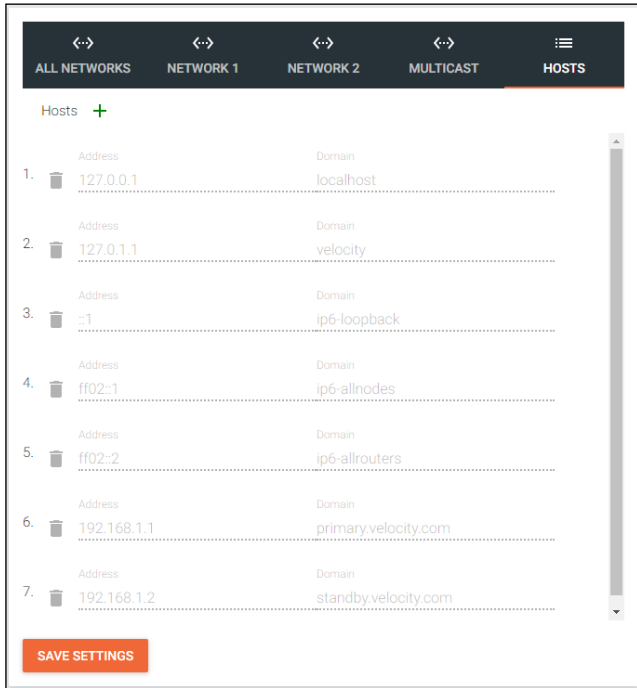 ALL NETWORKS NETWORK 1 NETWORK 2 MULTICAST HOSTS
Hosts +
Address Domain
1. 127.0.0.1 localhost
Address Domain
2. 127.0.1.1 velocity
Address Domain
3. ::1 ip6-loopback
Address Domain
4. ff02::1 ip6-allnodes
Address Domain
5. ff02::2 ip6-allrouters
Address Domain
6. 192.168.1.1 primary.velocity.com
Address Domain
7. 192.168.1.2 standby.velocity.com
SAVE SETTINGS